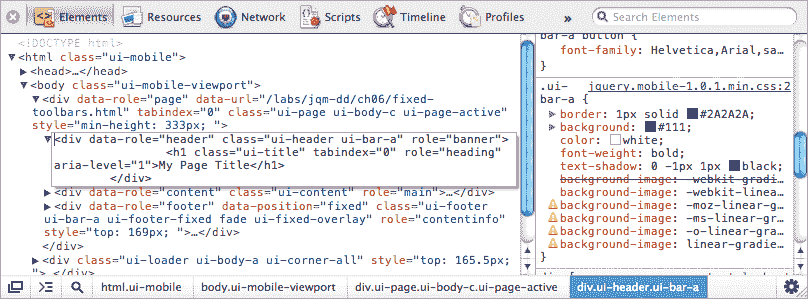 Elements Resources Network Scripts Timeline Profiles » Search Elements
<!DOCTYPE html>
▼<html class="ui-mobile">
▶<head>…</head>
▼<body class="ui-mobile-viewport">
▼<div data-role="page" data-url="/labs/jqm-dd/ch06/fixed-
toolbars.html" tabindex="0" class="ui-page ui-body-c ui-page-active"
style="min-height: 333px; ">
▼<div data-role="header" class="ui-header ui-bar-a" role="banner">
<h1 class="ui-title" tabindex="0" role="heading"
aria-level="1">My Page Title</h1>
</div>
▶<div data-role="content" class="ui-content" role="main">…</div>
▶<div data-role="footer" data-position="fixed" class="ui-footer
ui-bar-a ui-footer-fixed fade ui-fixed-overlay" role="contentinfo"
style="top: 169px; ">…</div>
</div>
▶<div class="ui-loader ui-body-a ui-corner-all" style="top: 165.5px;
">…</div>
bar-a button {
font-family: Helvetica,Arial,sa…
}
.ui- jquery.mobile-1.0.1.min.css:2
bar-a {
▶ border: 1px solid #2A2A2A;
▶ background: #111;
color: white;
font-weight: bold;
text-shadow: 0 -1px 1px black;
background-image: -webkit-gradi…
background-image: -webkit-linea…
background-image: -moz-linear-g…
background-image: -ms-linear-gr…
background-image: -o-linear-gra…
background-image: linear-gradie…
}
html.ui-mobile body.ui-mobile-viewport div.ui-page.ui-body-c.ui-page-active div.ui-header.ui-bar-a